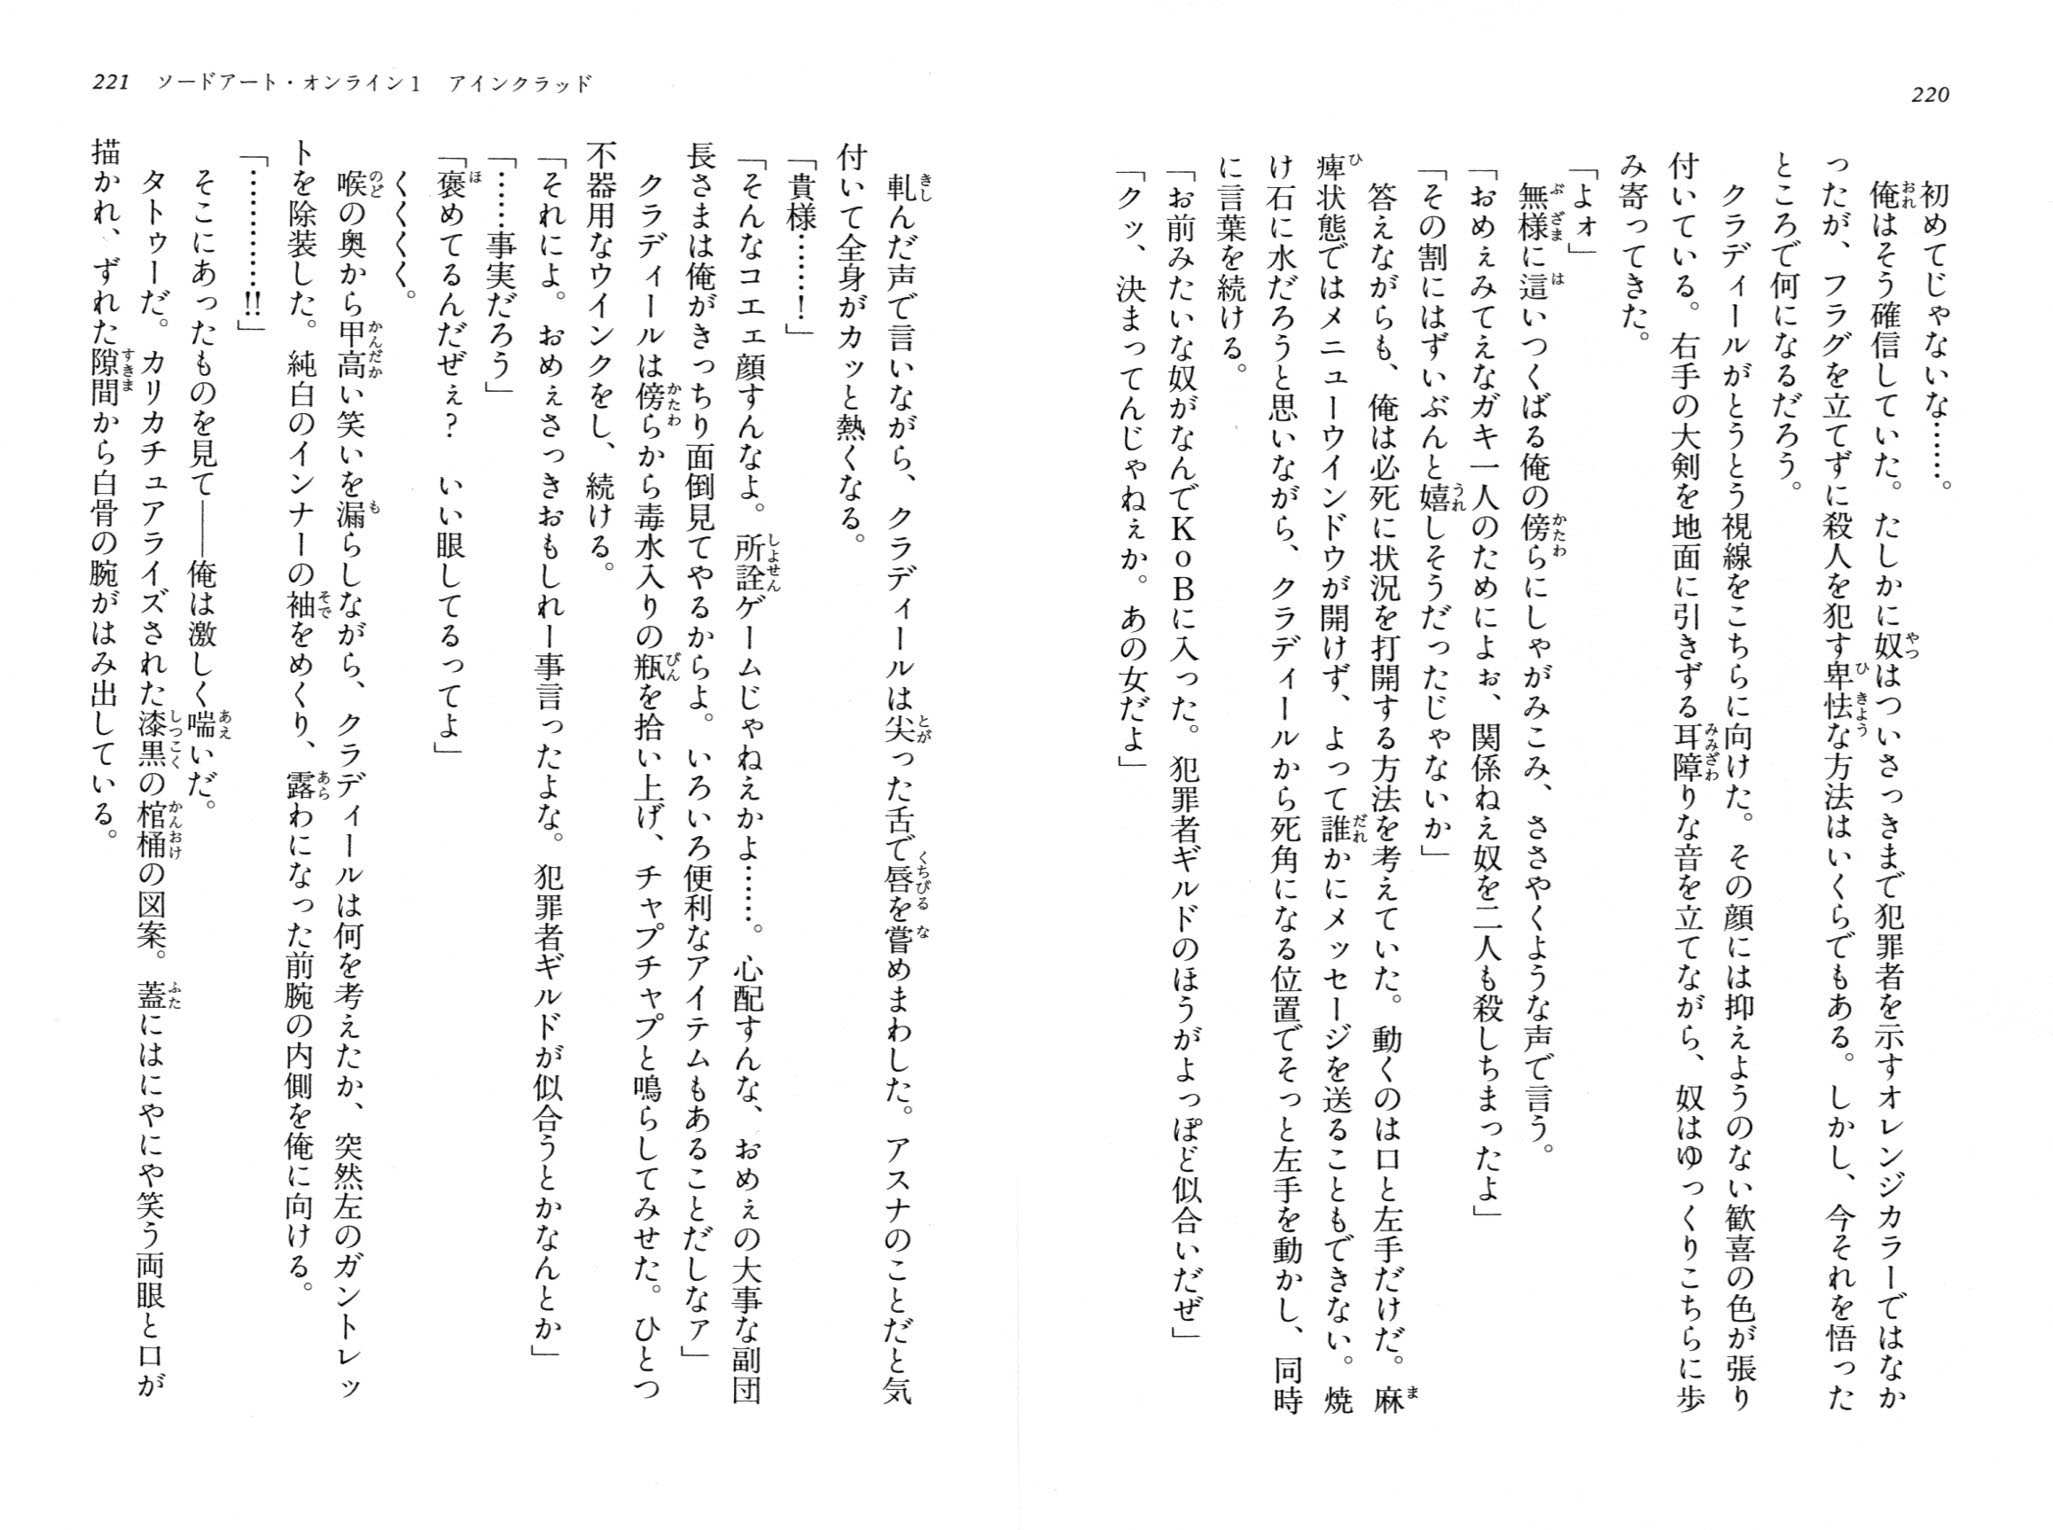 220
初めてじゃないな……。
俺はそう確信していた。たしかに奴はついさっきまで犯罪者を示すオレンジカラーではなか
ったが、フラグを立てずに殺人を犯す卑怯な方法はいくらでもある。しかし、今それを悟った
ところで何になるだろう。
クラディールがとうとう視線をこちらに向けた。その顔には抑えようのない歓喜の色が張り
付いている。右手の大剣を地面に引きずる耳障りな音を立てながら、奴はゆっくりこちらに歩
み寄ってきた。
「よォ」
無様に這いつくばる俺の傍らにしゃがみこみ、ささやくような声で言う。
「おめぇみてえなガキ一人のためによぉ、関係ねえ奴を二人も殺しちまったよ」
「その割にはずいぶんと嬉しそうだったじゃないか」
答えながらも、俺は必死に状況を打開する方法を考えていた。動くのは口と左手だけだ。麻
痺状態ではメニューウインドウが開けず、よって誰かにメッセージを送ることもできない。焼
け石に水だろうと思いながら、クラディールから死角になる位置でそっと左手を動かし、同時
に言葉を続ける。
「お前みたいな奴がなんでＫｏＢに入った。犯罪者ギルドのほうがよっぽど似合いだぜ」
「クッ、決まってんじゃねぇか。あの女だよ」
221 ソードアート・オンライン1 アインクラッド
軋んだ声で言いながら、クラディールは尖った舌で唇を嘗めまわした。アスナのことだと気
付いて全身がカッと熱くなる。
「貴様……！」
「そんなコエェ顔すんなよ。所詮ゲームじゃねえかよ……。心配すんな、おめぇの大事な副団
長さまは俺がきっちり面倒見てやるからよ。いろいろ便利なアイテムもあることだしなァ」
クラディールは傍らから毒水入りの瓶を拾い上げ、チャプチャプと鳴らしてみせた。ひとつ
不器用なウインクをし、続ける。
「それによ。おめぇさっきおもしれー事言ったよな。犯罪者ギルドが似合うとかなんとか」
「……事実だろう」
「褒めてるんだぜぇ？　いい眼してるってよ」
くくくく。
喉の奥から甲高い笑いを漏らしながら、クラディールは何を考えたか、突然左のガントレッ
トを除装した。純白のインナーの袖をめくり、露わになった前腕の内側を俺に向ける。
「…………!!」
そこにあったものを見て――俺は激しく喘いだ。
タトゥーだ。カリカチュアライズされた漆黒の棺桶の図案。蓋にはにやにや笑う両眼と口が
描かれ、ずれた隙間から白骨の腕がはみ出している。